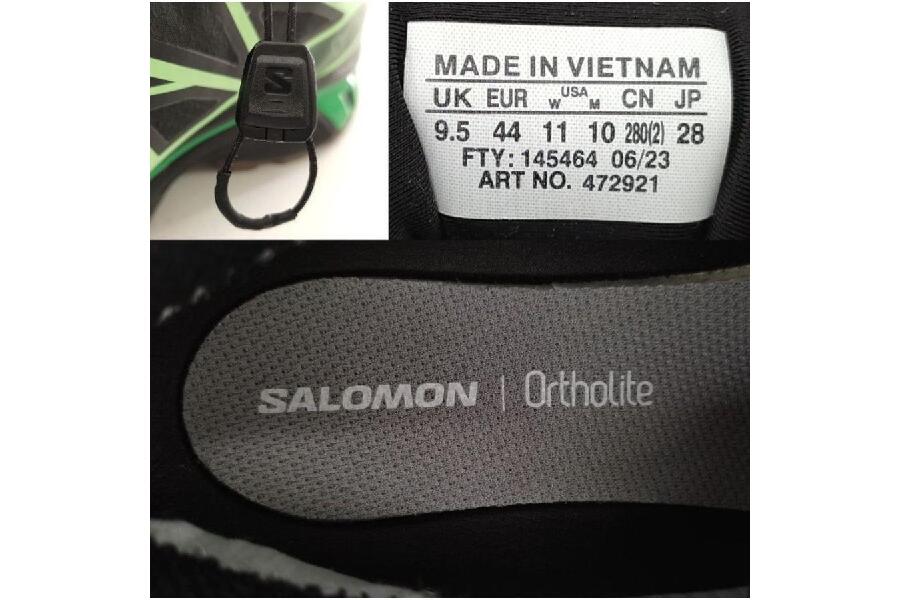 S
MADE IN VIETNAM
UK EUR W USA M CN JP
9.5 44 11 10 280(2) 28
FTY: 145464 06/23
ART NO. 472921
SALOMON | Ortholite